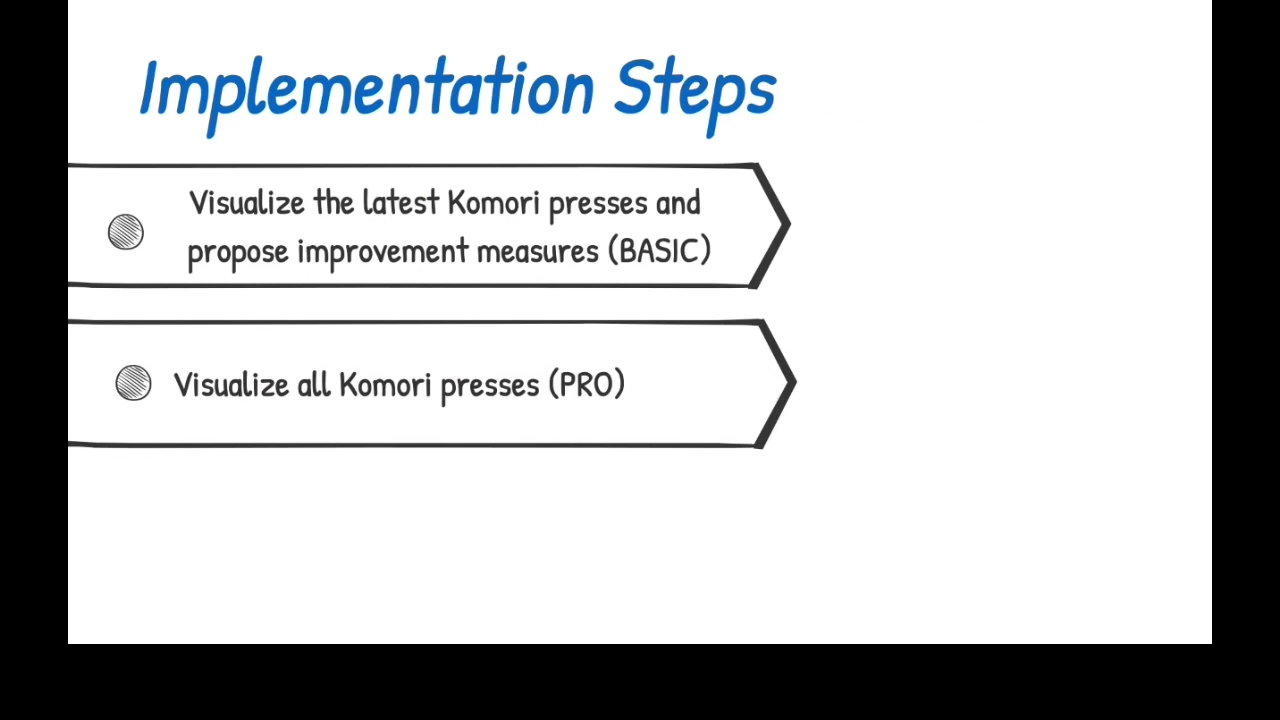 Implementation Steps
Visualize the latest Komori presses and
propose improvement measures (BASIC)
Visualize all Komori presses (PRO)